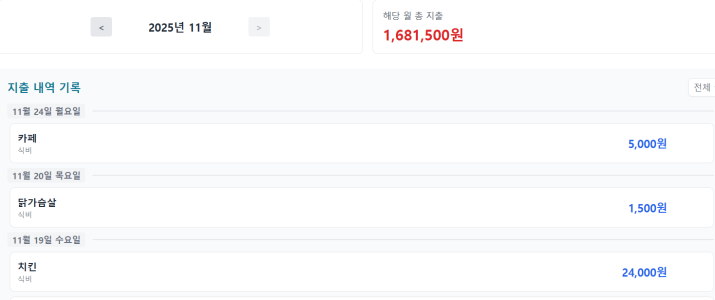 <
2025년 11월
>
해당 월 총 지출
1,681,500원
지출 내역 기록
전체
11월 24일 월요일
카페
식비
5,000원
11월 20일 목요일
닭가슴살
식비
1,500원
11월 19일 수요일
치킨
식비
24,000원